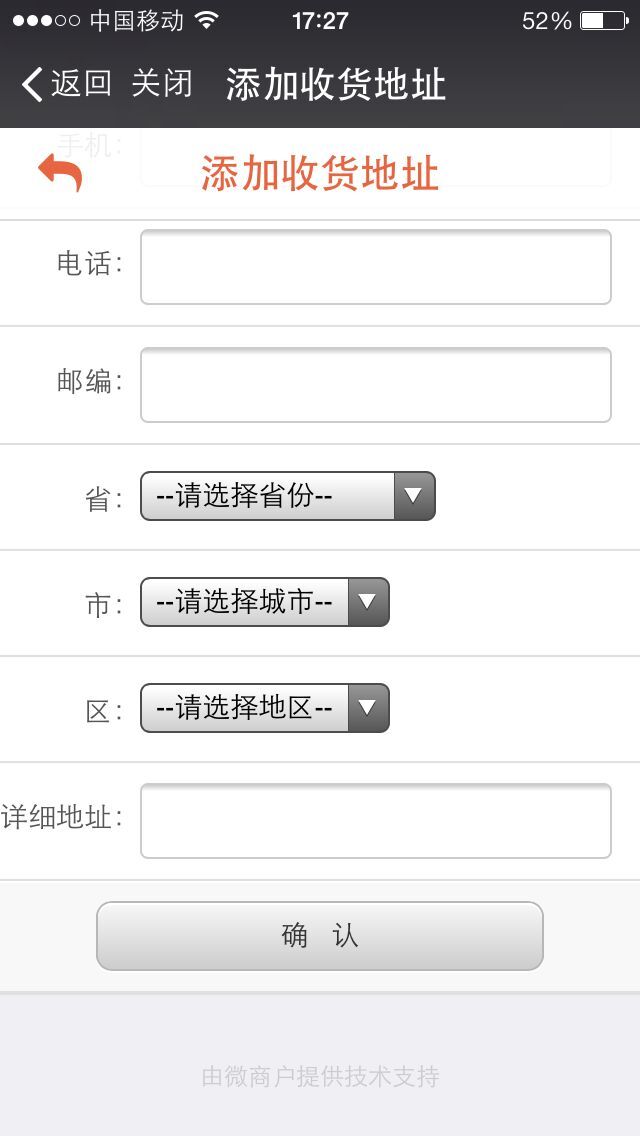 中国移动 17:27 52%
返回 关闭 添加收货地址
手机:
添加收货地址
电话:
邮编:
省: --请选择省份--
市: --请选择城市--
区: --请选择地区--
详细地址:
确 认
由微商户提供技术支持